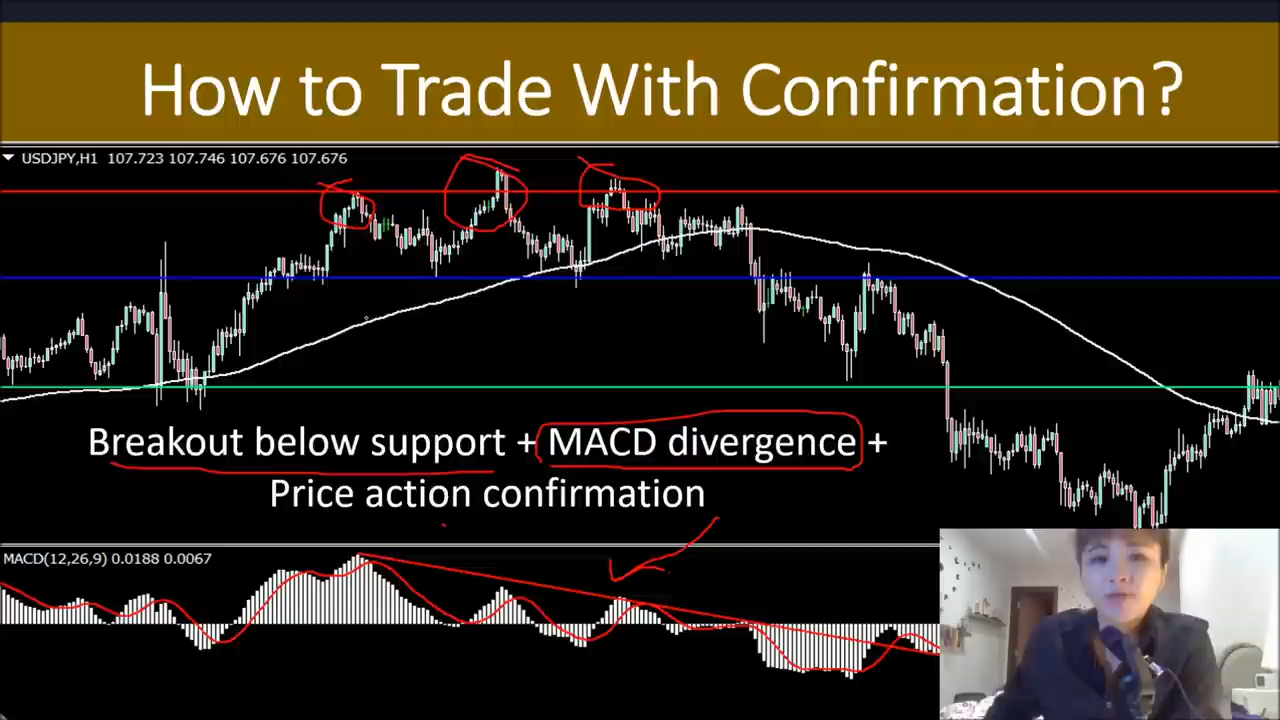 How to Trade With Confirmation?
USDJPY,H1 107.723 107.746 107.676 107.676
Breakout below support + MACD divergence +
Price action confirmation
MACD(12,26,9) 0.0188 0.0067